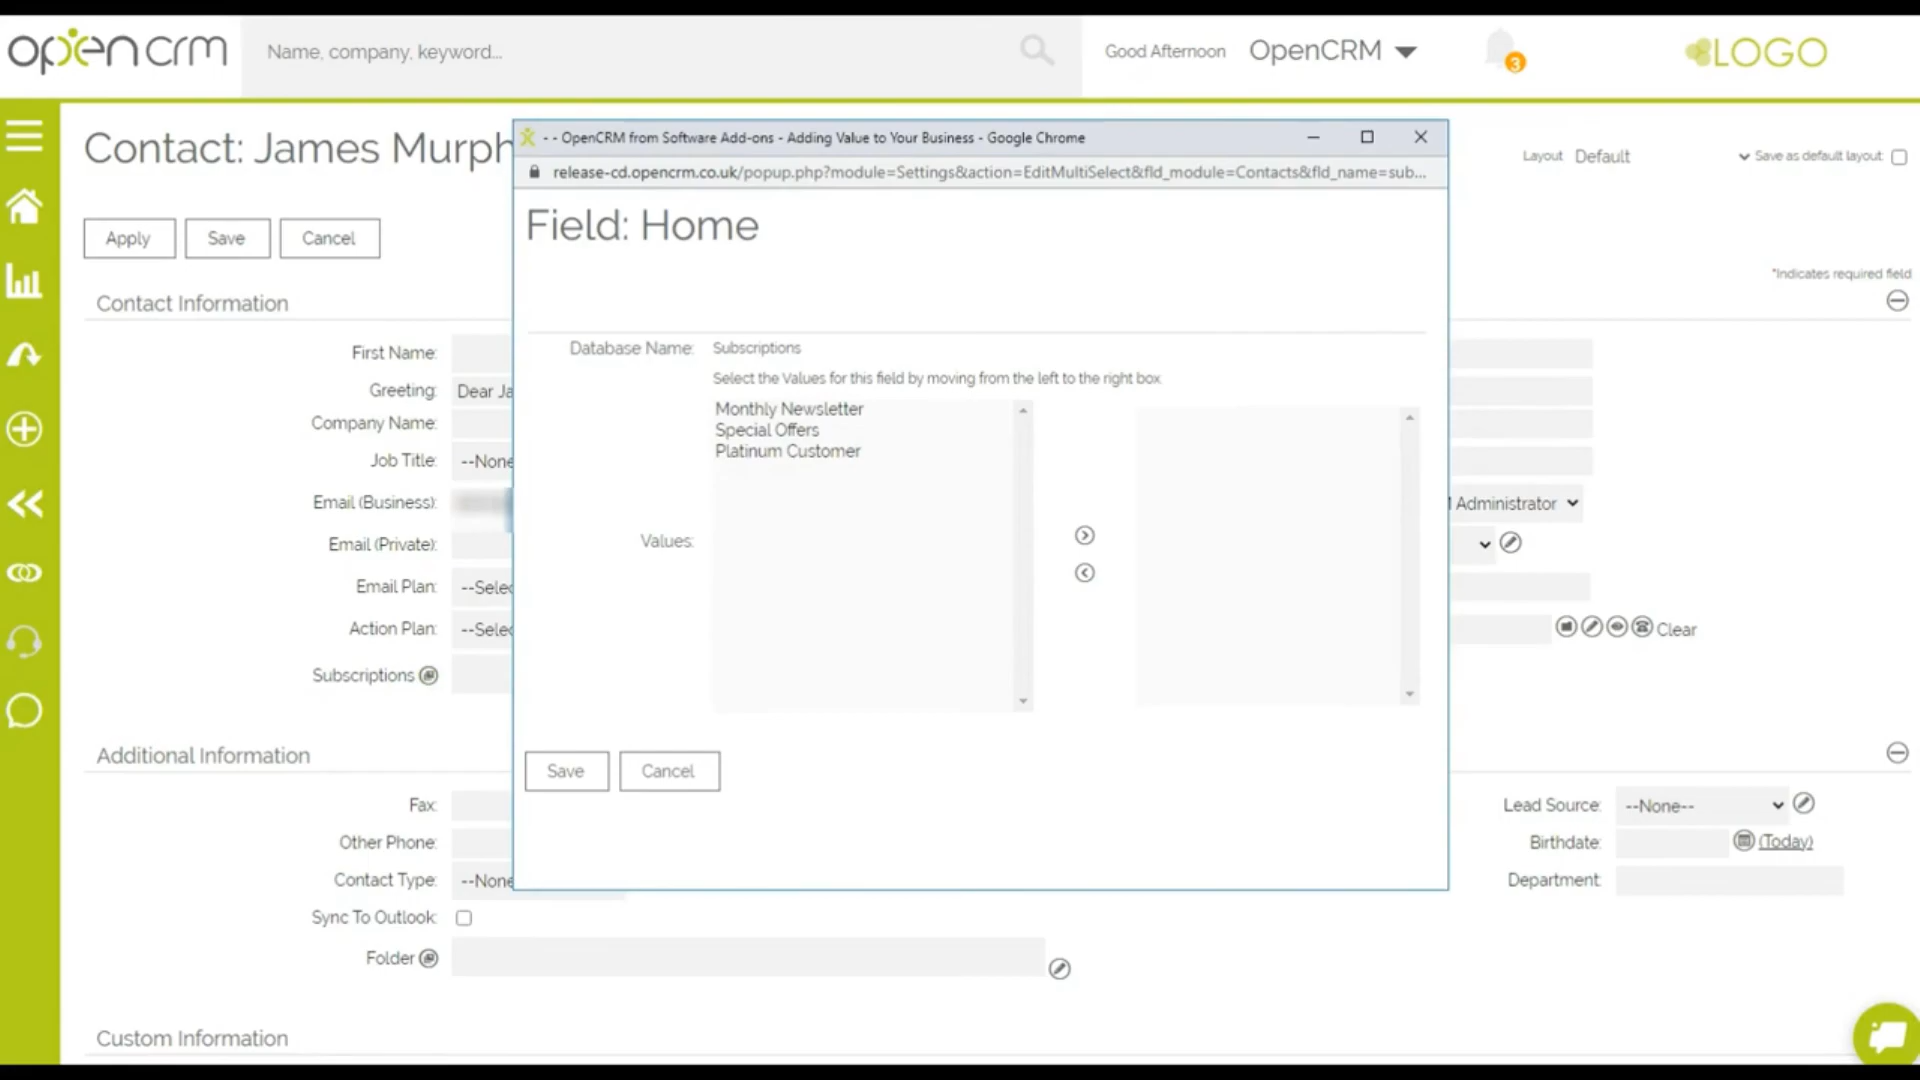 opencrm
Name, company, keyword...
Good Afternoon
OpenCRM
3
LOGO
Contact: James Murph
- - OpenCRM from Software Add-ons - Adding Value to Your Business - Google Chrome
Layout Default
Save as default layout:
release-cd.opencrm.co.uk/popup.php?module=Settings&action=EditMultiSelect&fld_module=Contacts&fld_name=sub...
Field: Home
Apply
Save
Cancel
*Indicates required field
Contact Information
First Name:
Database Name: Subscriptions
Select the Values for this field by moving from the left to the right box.
Greeting: Dear Ja
Monthly Newsletter
Company Name:
Special Offers
Platinum Customer
Job Title: --None
Email (Business):
Administrator
Email (Private):
Values:
Email Plan: --Selec
Action Plan: --Selec
Clear
Subscriptions
Additional Information
Save
Cancel
Fax:
Lead Source: --None--
Other Phone:
Birthdate: (Today)
Contact Type: --None
Department:
Sync To Outlook:
Folder
Custom Information